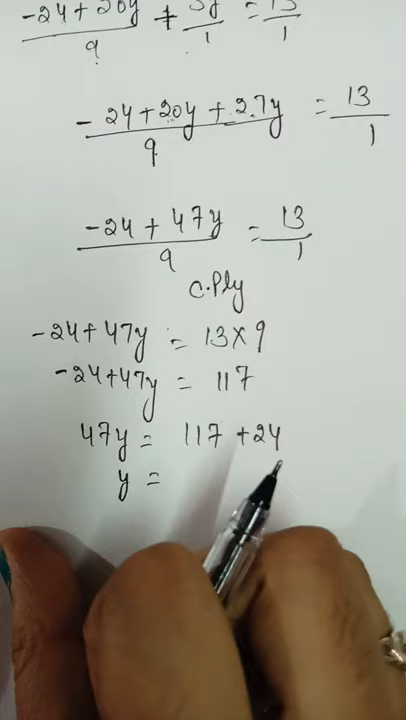 -24+20y/9 + 3y/1 = 13/1
-24+20y+27y/9 = 13/1
-24+47y/9 = 13/1
C.Ply
-24+47y = 13×9
-24+47y = 117
47y = 117+24
y =